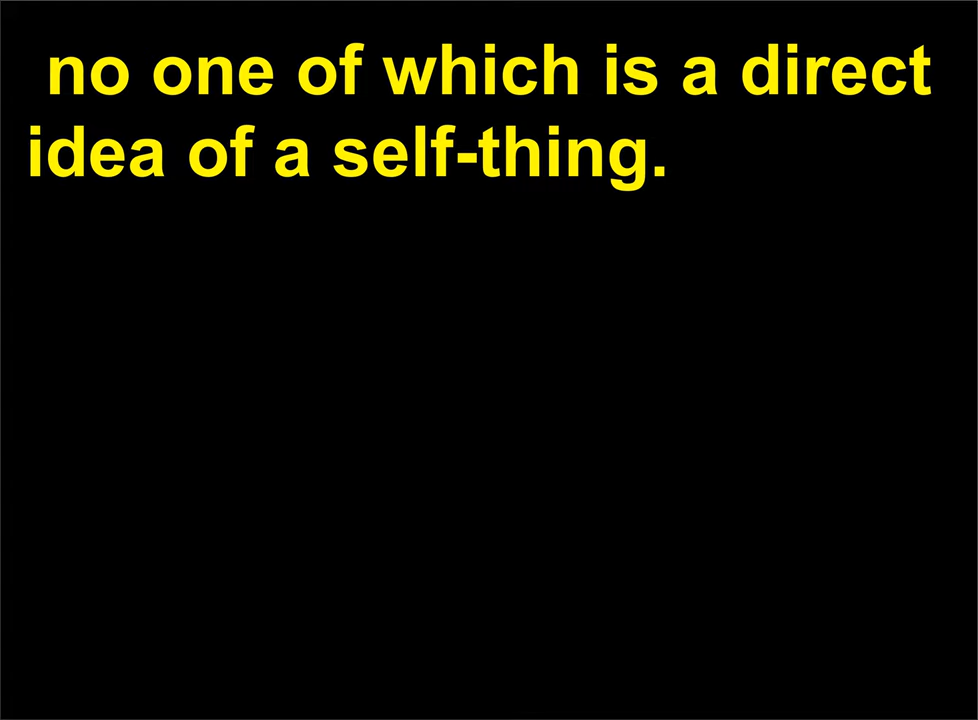 no one of which is a direct
idea of a self-thing.